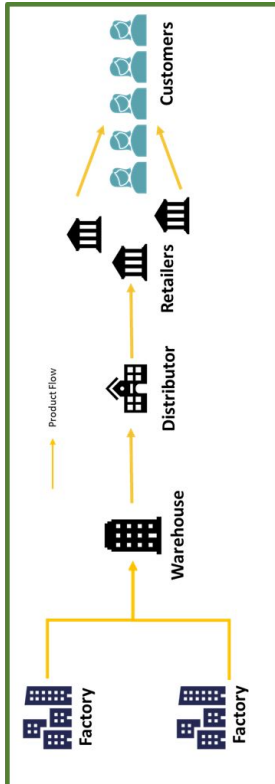 Product Flow
Factory
Factory
Warehouse
Distributor
Retailers
Customers